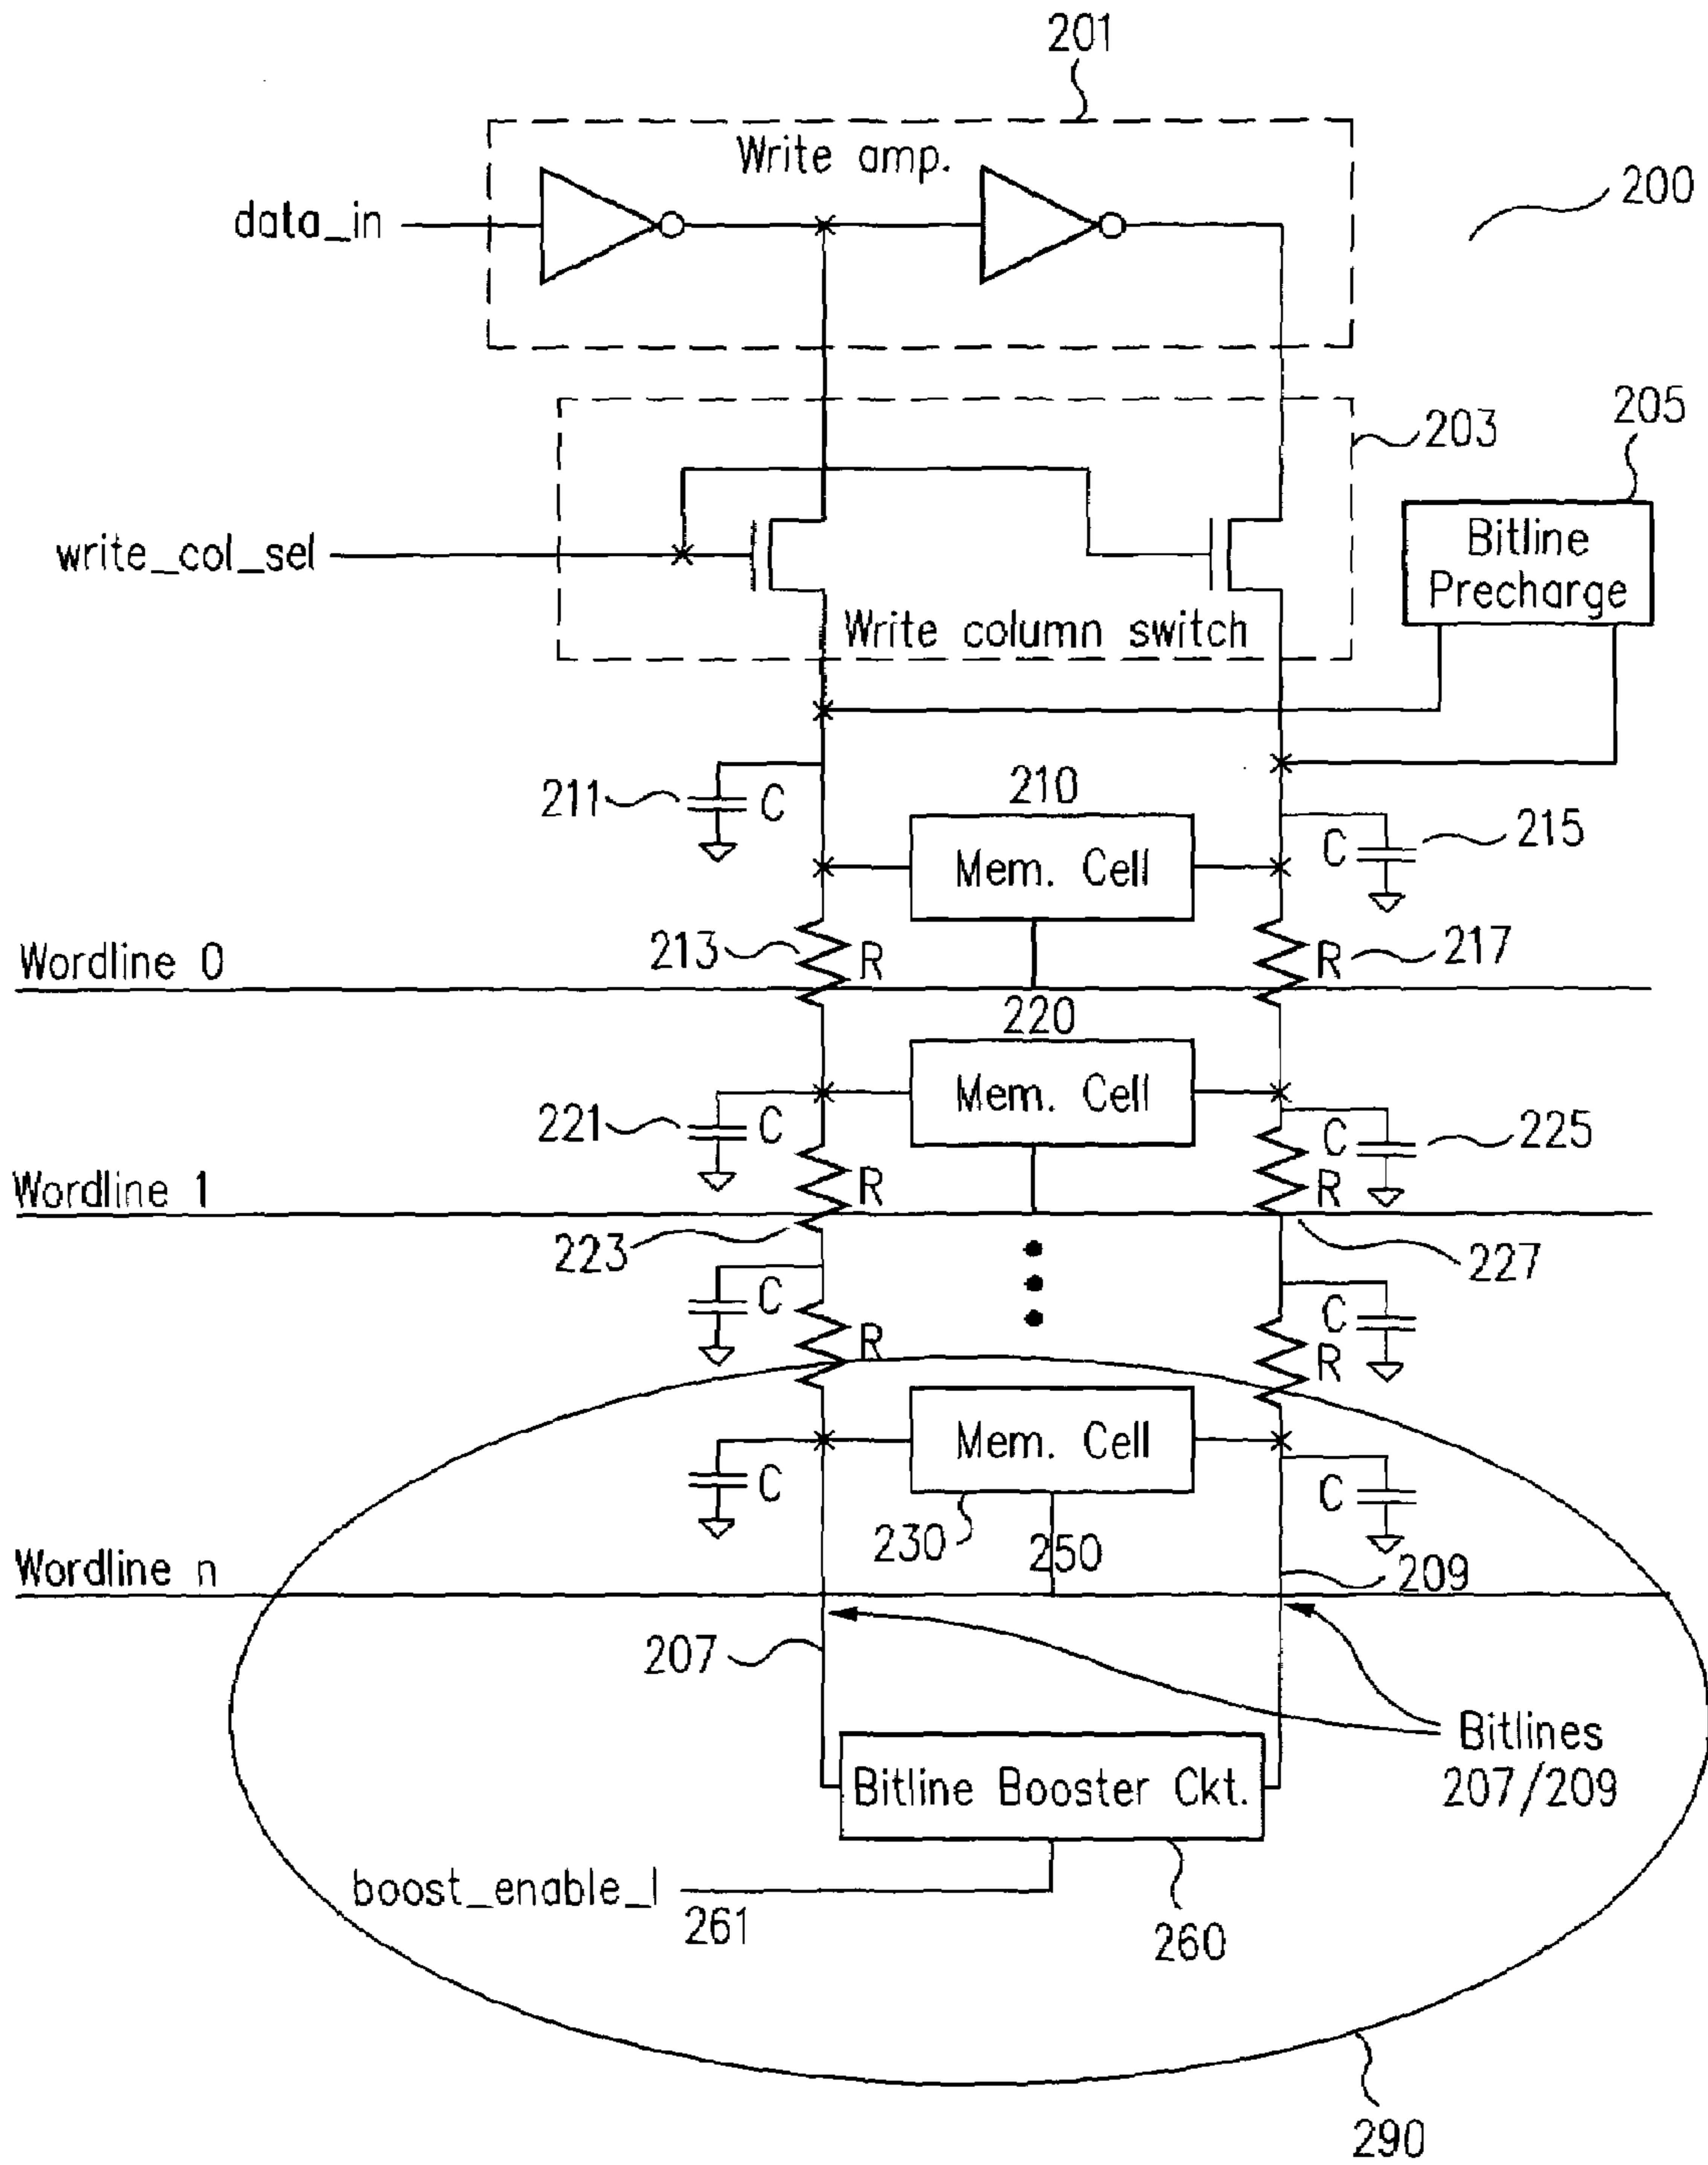 201
Write amp.
200
data_in
205
203
Bitline
Precharge
write_col_sel
Write column switch
211
C
210
215
C
Mem. Cell
213
R
R
217
Wordline 0
220
Mem. Cell
221
C
C
225
R
R
Wordline 1
223
227
C
C
R
R
Mem. Cell
C
C
230
250
209
Wordline n
207
Bitlines
207/209
Bitline Booster Ckt.
boost_enable_l
261
260
290